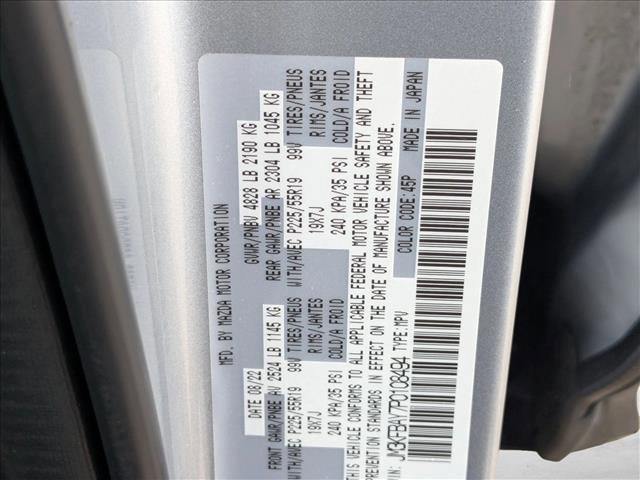 MFD. BY MAZDA MOTOR CORPORATION
DATE 08/22 GVWR/PNBV 4828 LB 2190 KG
FRONT GAWR/PNBE AV 2524 LB 1145 KG REAR GAWR/PNBE AR 2304 LB 1045 KG
WITH/AVEC P225/55R19 99V TIRES/PNEUS WITH/AVEC P225/55R19 99V TIRES/PNEUS
19X7J RIMS/JANTES 19X7J RIMS/JANTES
240 KPA/35 PSI COLD/A FROID 240 KPA/35 PSI COLD/A FROID
THIS VEHICLE CONFORMS TO ALL APPLICABLE FEDERAL MOTOR VEHICLE SAFETY AND THEFT
PREVENTION STANDARDS IN EFFECT ON THE DATE OF MANUFACTURE SHOWN ABOVE.
VIN: JM3KFBAY7P0108494 TYPE:MPV COLOR CODE:45P MADE IN JAPAN